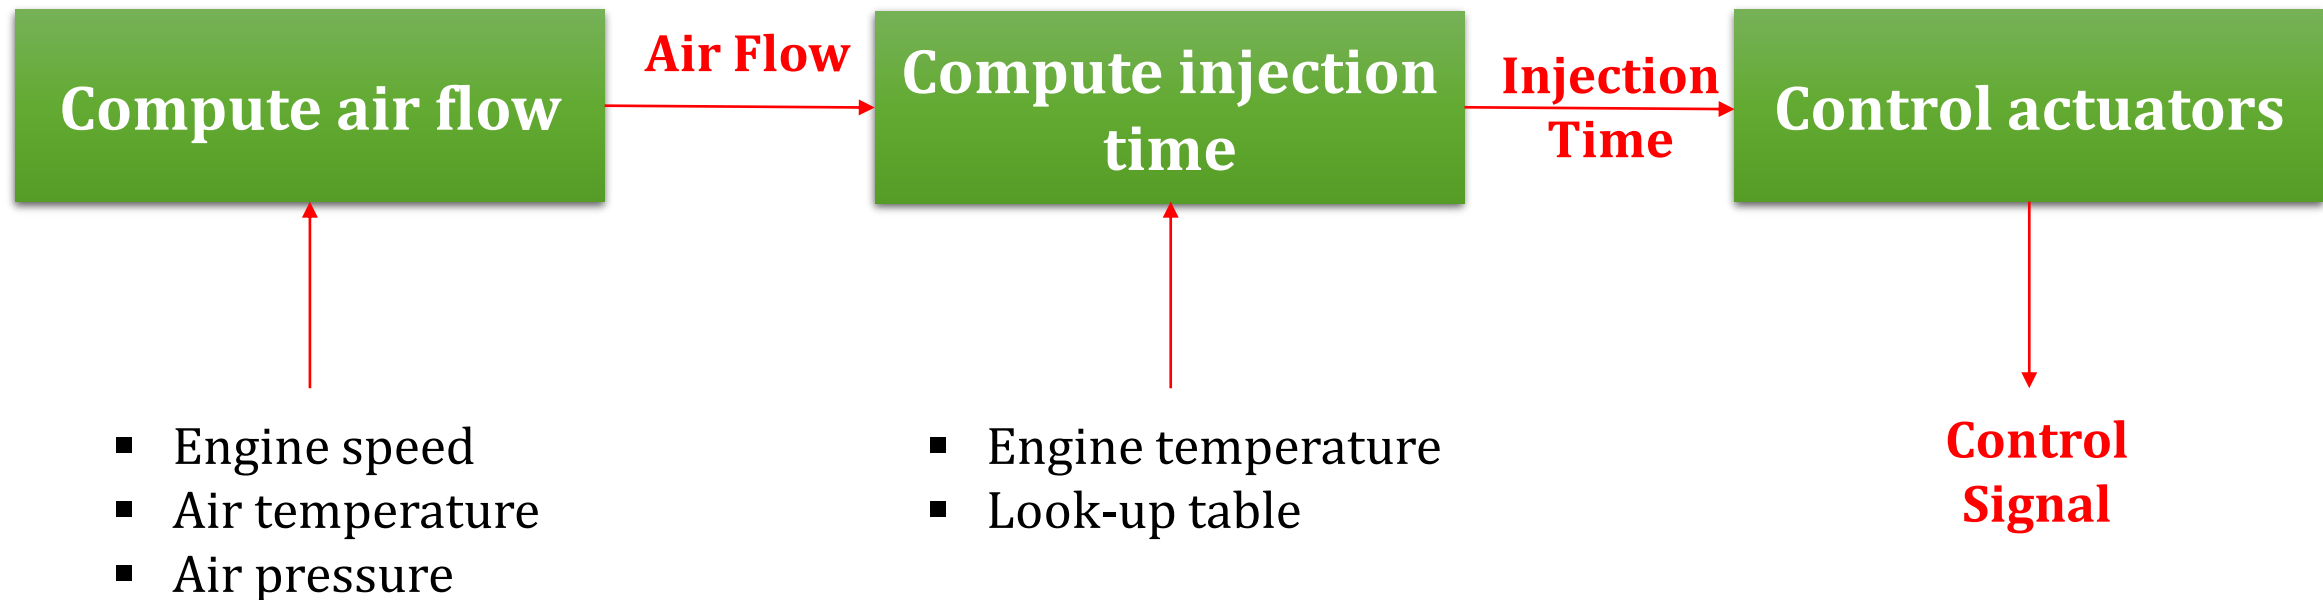 Compute air flow
Air Flow
Compute injection
time
Injection
Time
Control actuators
▪ Engine speed
▪ Air temperature
▪ Air pressure
▪ Engine temperature
▪ Look-up table
Control
Signal